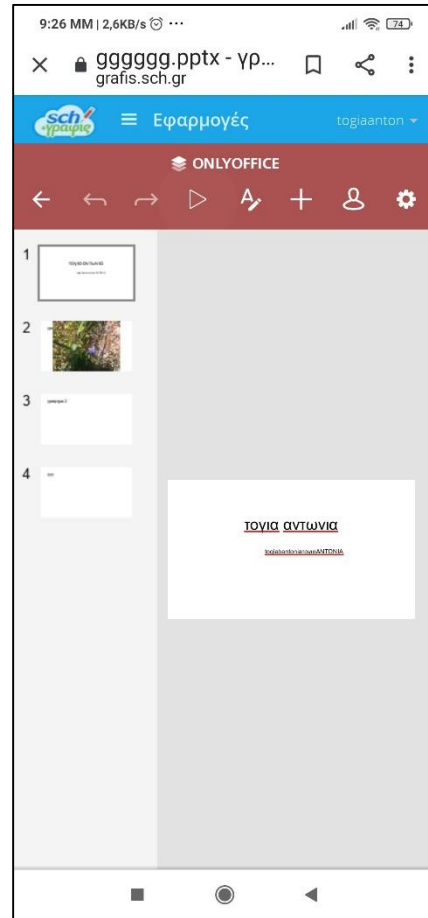 9:26 MM | 2,6KB/s ··· 74
gggggg.pptx - γρ...
grafis.sch.gr
sch
γραφίς
Εφαρμογές togiaanton
ONLYOFFICE
1
2
3
4
τογια αντωνια